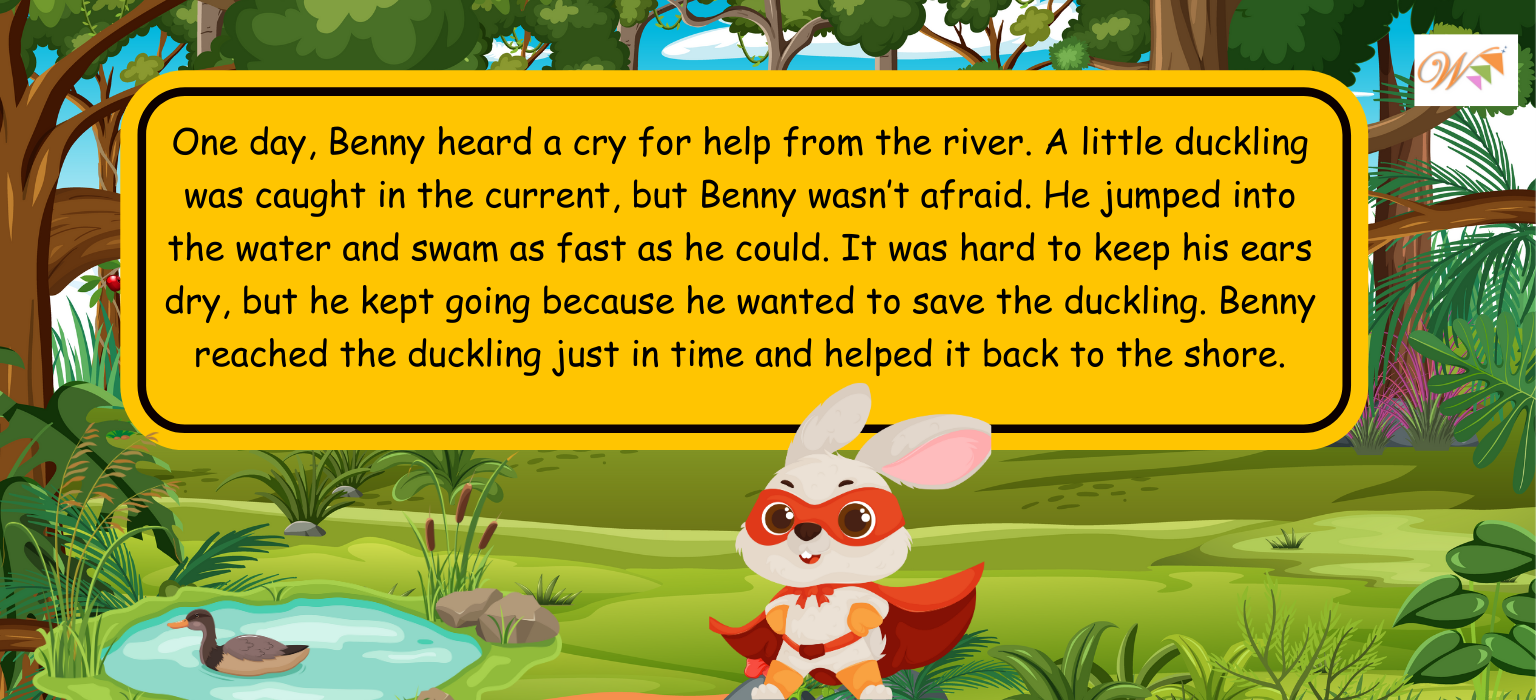 W
One day, Benny heard a cry for help from the river. A little duckling
was caught in the current, but Benny wasn’t afraid. He jumped into
the water and swam as fast as he could. It was hard to keep his ears
dry, but he kept going because he wanted to save the duckling. Benny
reached the duckling just in time and helped it back to the shore.